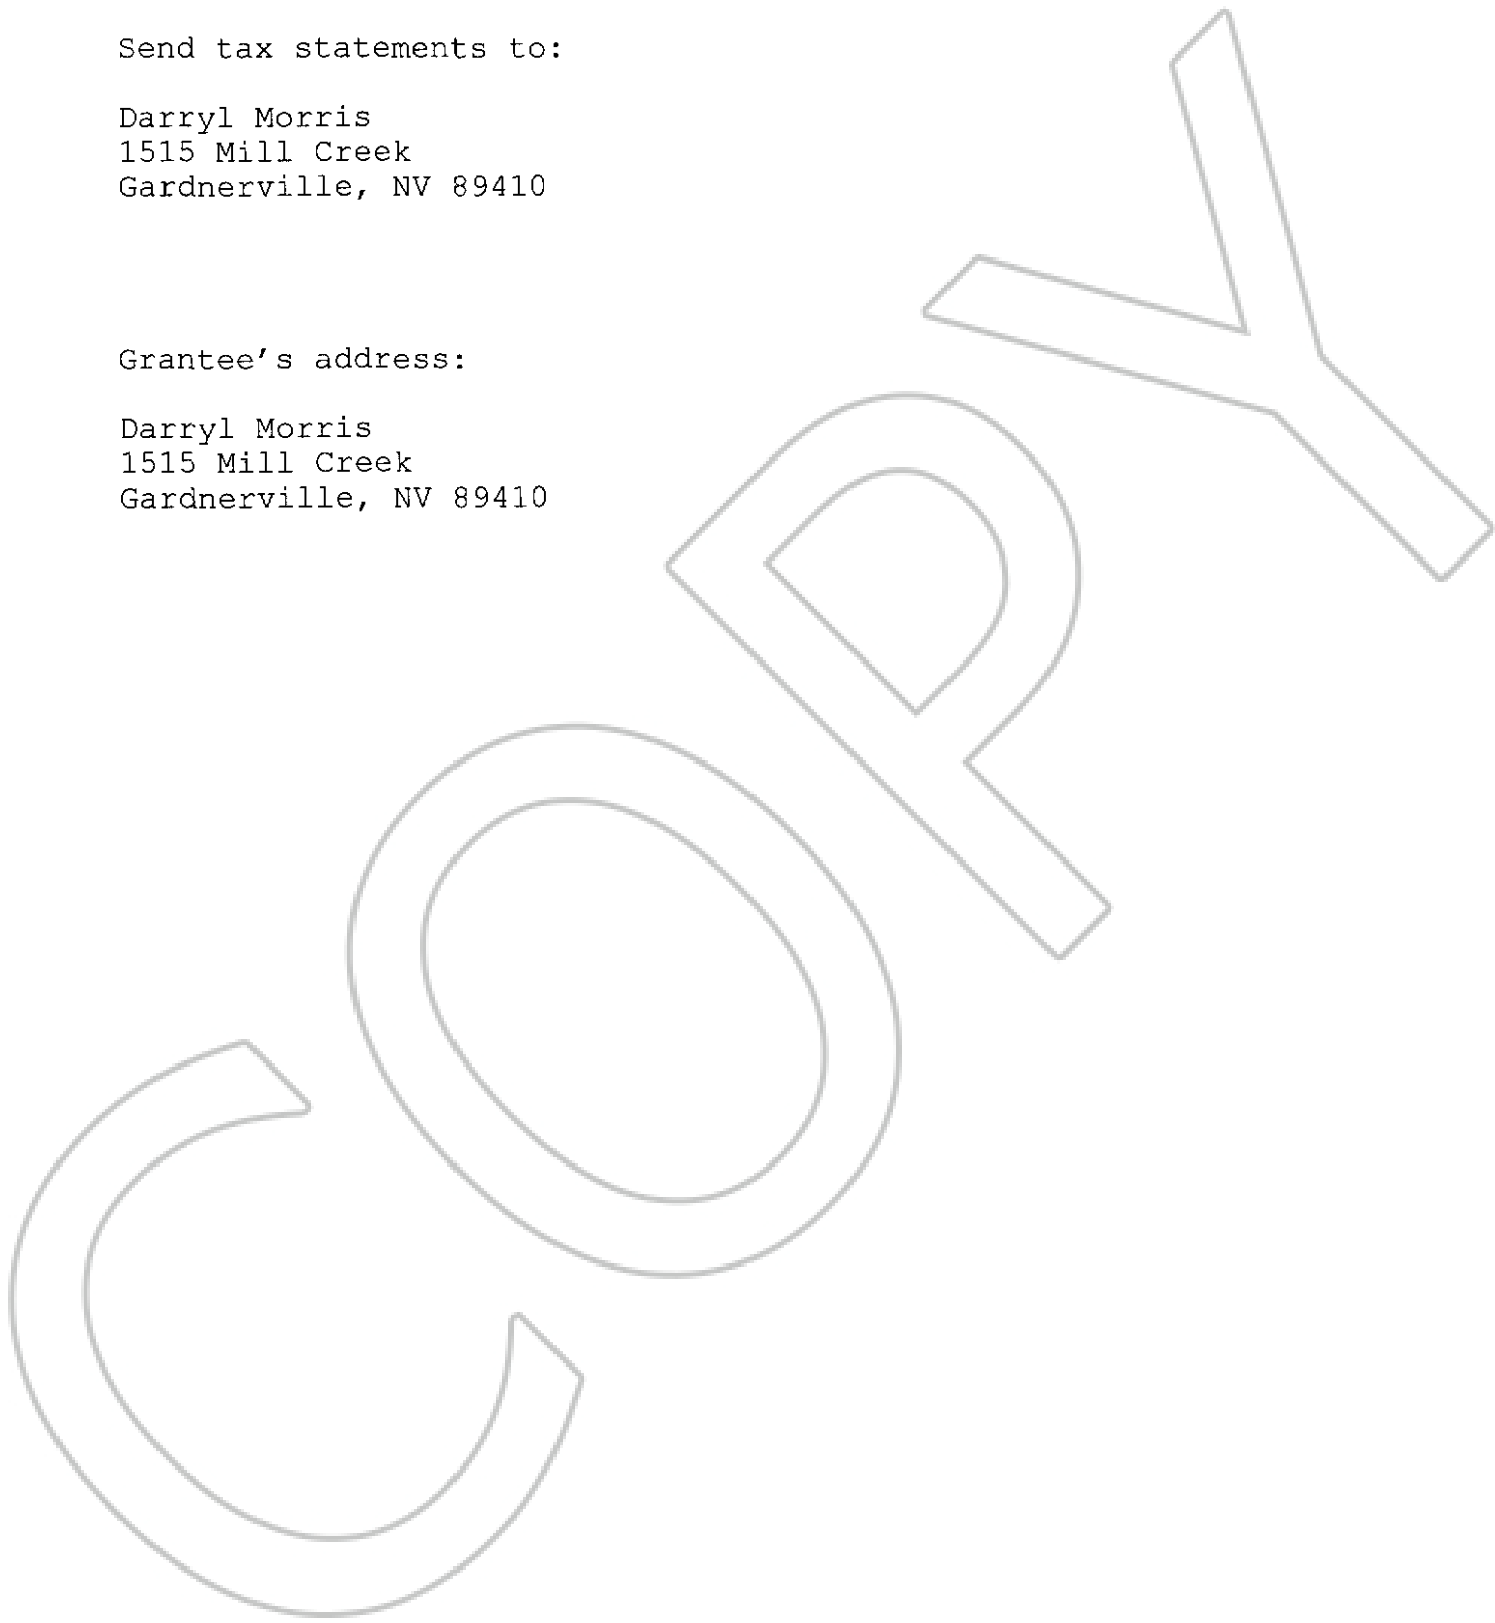 Send tax statements to:
Darryl Morris
1515 Mill Creek
Gardnerville, NV 89410
Grantee's address:
Darryl Morris
1515 Mill Creek
Gardnerville, NV 89410
COPY